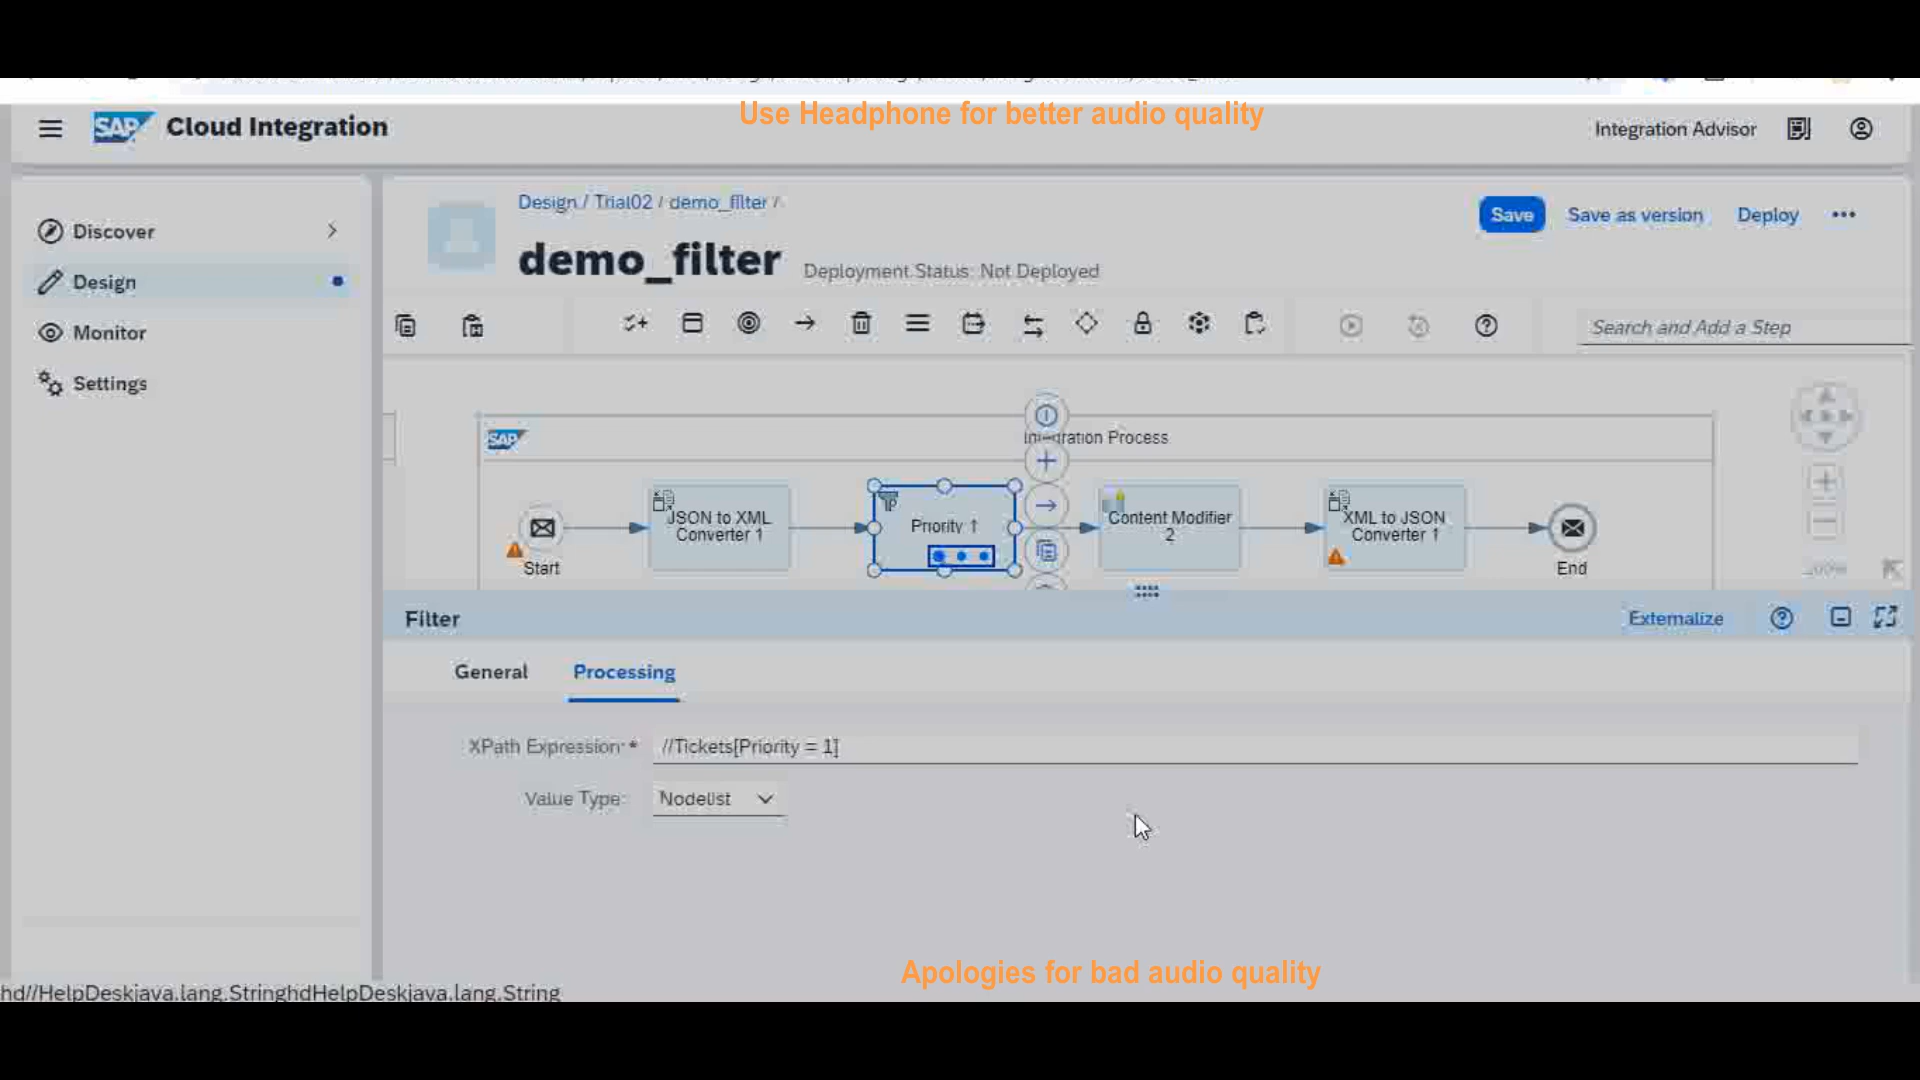 Use Headphone for better audio quality
SAP Cloud Integration
Integration Advisor
Discover
Design
Monitor
Settings
Design / Trial02 / demo_filter /
demo_filter
Deployment Status: Not Deployed
Save
Save as version
Deploy
Search and Add a Step
SAP
Integration Process
Start
JSON to XML
Converter 1
Priority 1
Content Modifier
2
XML to JSON
Converter 1
End
Filter
Externalize
General
Processing
XPath Expression: *
//Tickets[Priority = 1]
Value Type:
Nodelist
Apologies for bad audio quality
hd//HelpDeskjava.lang.StringhdHelpDeskjava.lang.String